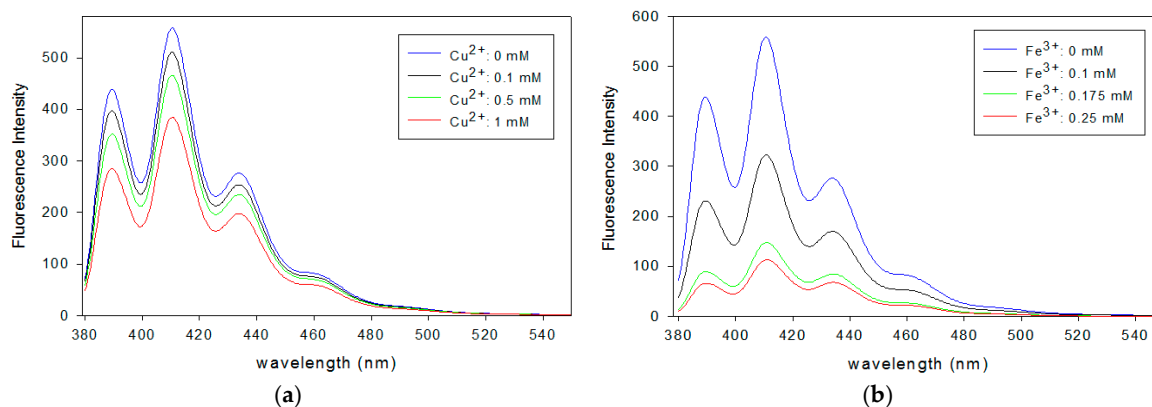 500
400
300
200
100
0
Fluorescence Intensity
Cu²⁺: 0 mM
Cu²⁺: 0.1 mM
Cu²⁺: 0.5 mM
Cu²⁺: 1 mM
380 400 420 440 460 480 500 520 540
wavelength (nm)
(a)
600
500
400
300
200
100
0
Fluorescence Intensity
Fe³⁺: 0 mM
Fe³⁺: 0.1 mM
Fe³⁺: 0.175 mM
Fe³⁺: 0.25 mM
380 400 420 440 460 480 500 520 540
wavelength (nm)
(b)